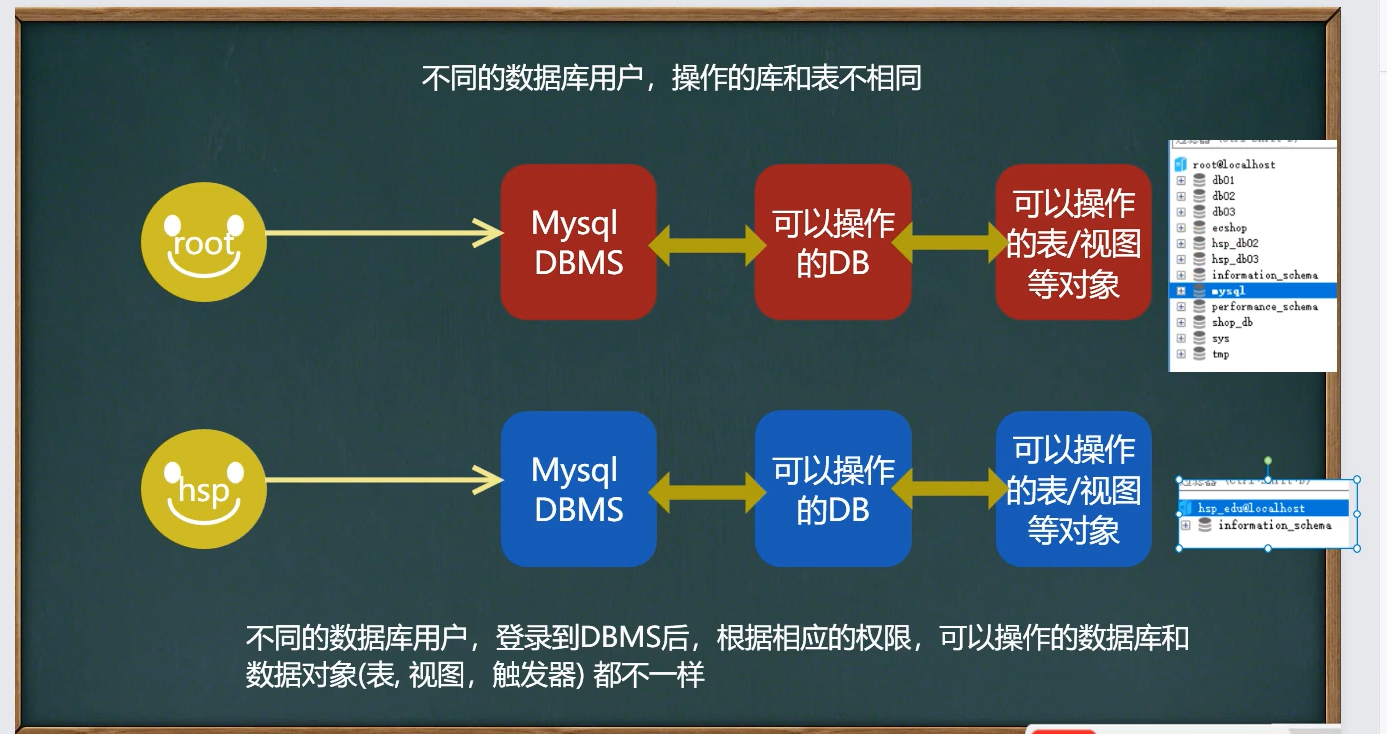 不同的数据库用户，操作的库和表不相同
root
Mysql
DBMS
可以操作
的DB
可以操作
的表/视图
等对象
root@localhost
db01
db02
db03
ecshop
hsp_db02
hsp_db03
information_schema
mysql
performance_schema
shop_db
sys
tmp
hsp
Mysql
DBMS
可以操作
的DB
可以操作
的表/视图
等对象
hsp_edu@localhost
information_schema
不同的数据库用户，登录到DBMS后，根据相应的权限，可以操作的数据库和
数据对象(表, 视图，触发器) 都不一样